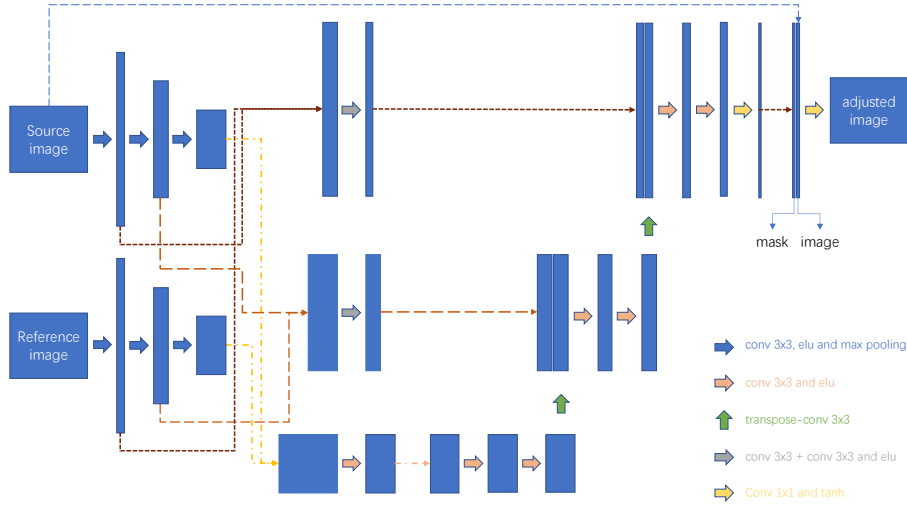 Source
image
adjusted
image
mask
image
Reference
image
conv 3x3, elu and max pooling
conv 3x3 and elu
transpose-conv 3x3
conv 3x3 + conv 3x3 and elu
Conv 1x1 and tanh